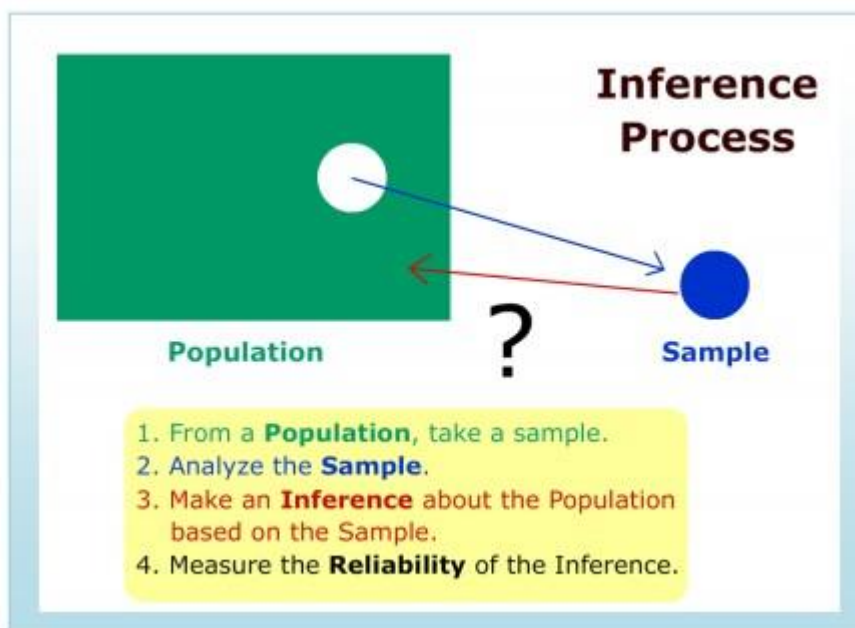 Inference
Process
?
Population
Sample
1. From a Population, take a sample.
2. Analyze the Sample.
3. Make an Inference about the Population
based on the Sample.
4. Measure the Reliability of the Inference.